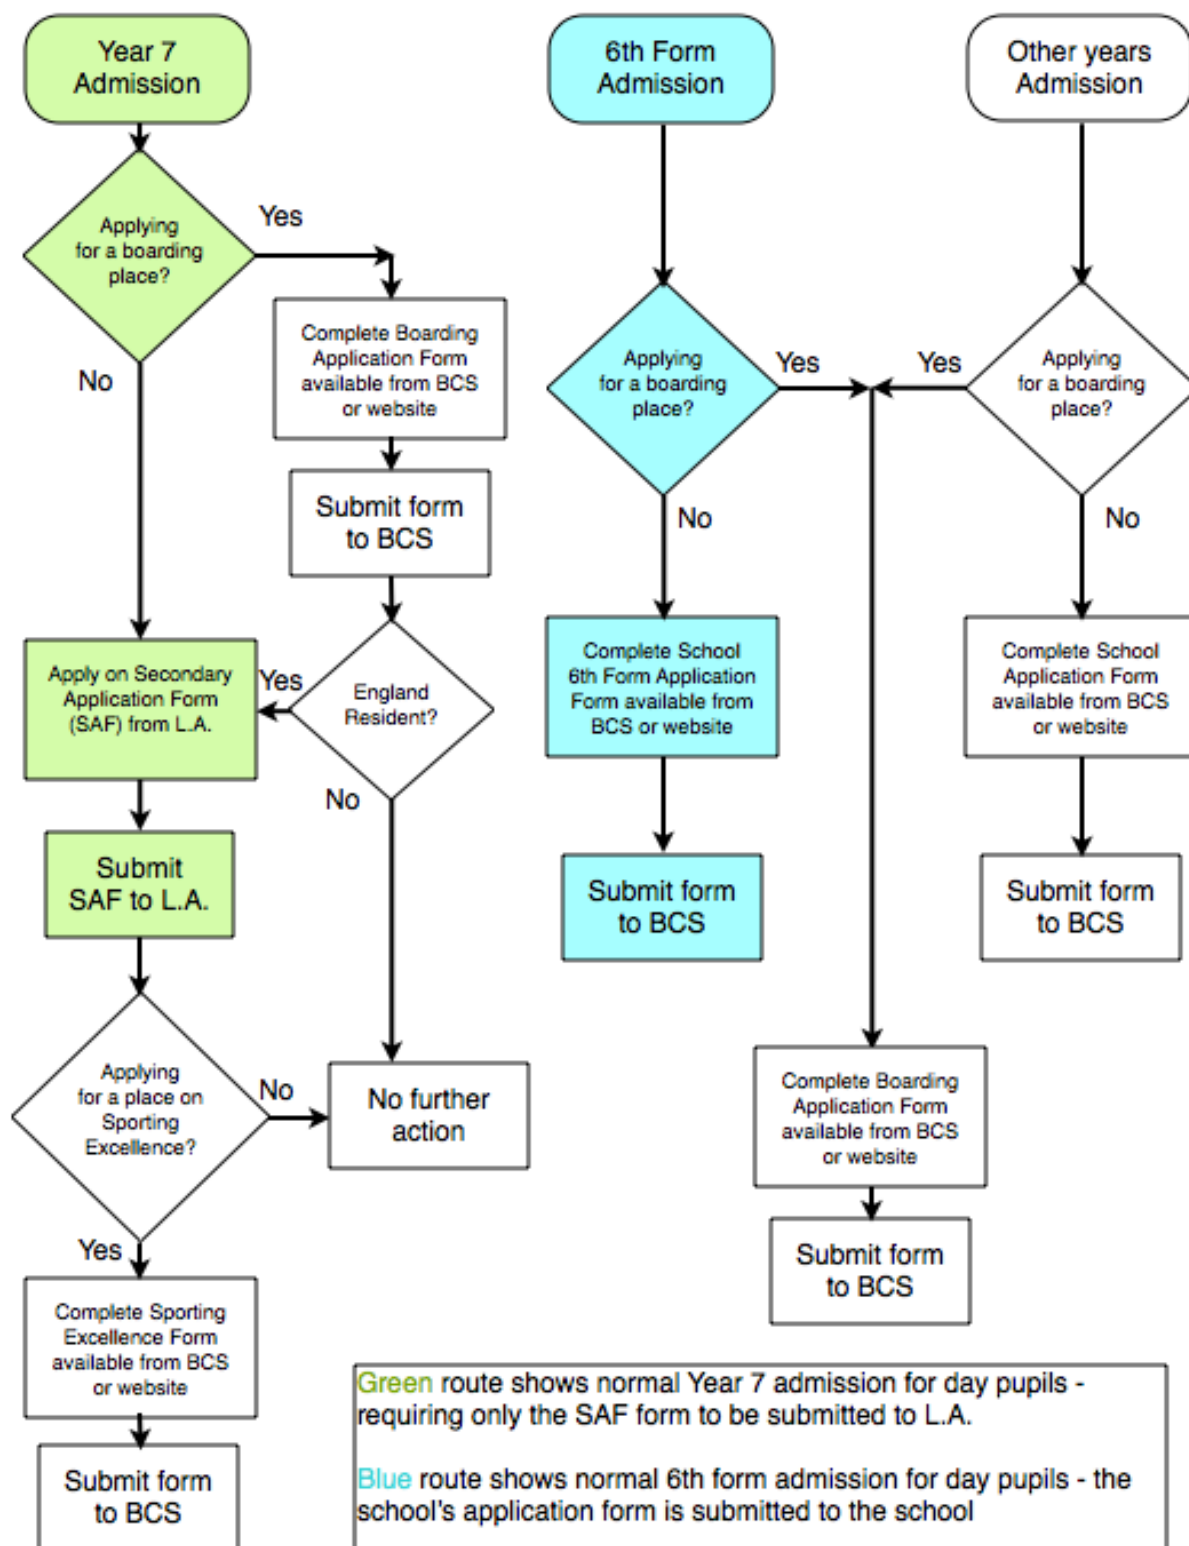 Year 7
Admission
6th Form
Admission
Other years
Admission
Applying
for a boarding
place?
Yes
No
Complete Boarding
Application Form
available from BCS
or website
Submit form
to BCS
England
Resident?
Yes
No
Apply on Secondary
Application Form
(SAF) from L.A.
Submit
SAF to L.A.
Applying
for a place on
Sporting
Excellence?
No
No further
action
Yes
Complete Sporting
Excellence Form
available from BCS
or website
Submit form
to BCS
Applying
for a boarding
place?
Yes
No
Complete School
6th Form Application
Form available from
BCS or website
Submit form
to BCS
Yes
Applying
for a boarding
place?
No
Complete School
Application Form
available from BCS
or website
Submit form
to BCS
Complete Boarding
Application Form
available from BCS
or website
Submit form
to BCS
Green route shows normal Year 7 admission for day pupils -
requiring only the SAF form to be submitted to L.A.
Blue route shows normal 6th form admission for day pupils - the
school's application form is submitted to the school